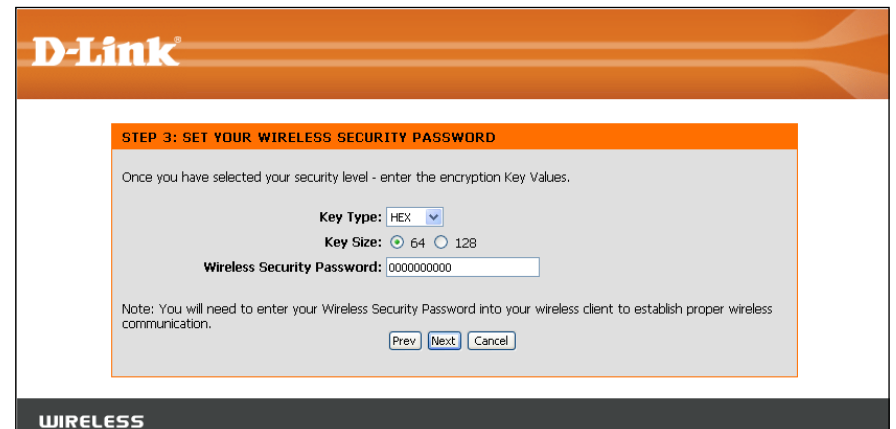 D-Link®
STEP 3: SET YOUR WIRELESS SECURITY PASSWORD
Once you have selected your security level - enter the encryption Key Values.
Key Type: HEX
Key Size: 64 128
Wireless Security Password: 0000000000
Note: You will need to enter your Wireless Security Password into your wireless client to establish proper wireless
communication.
Prev Next Cancel
WIRELESS